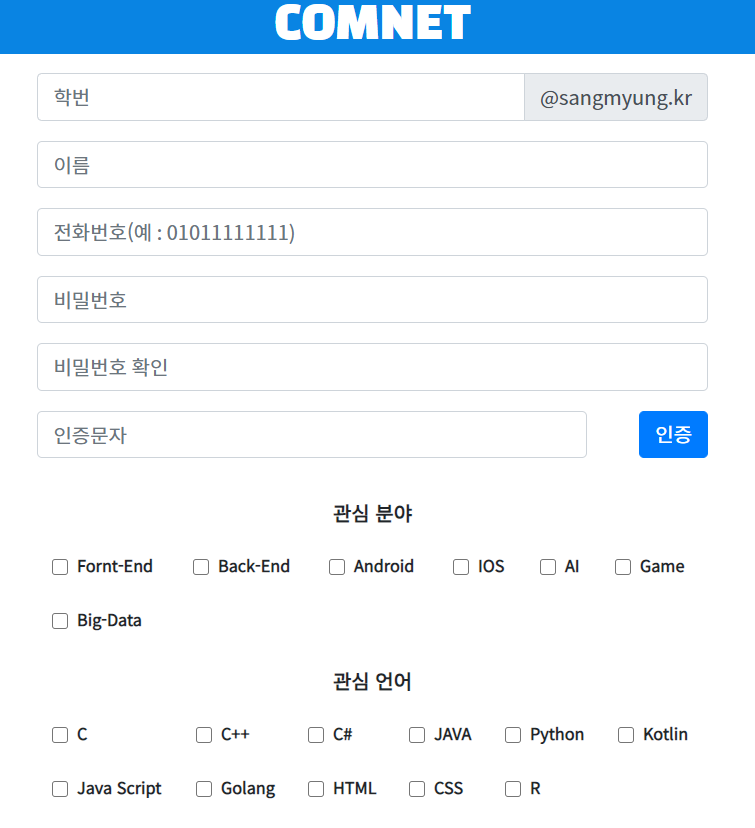 COMNET
학번 @sangmyung.kr
이름
전화번호(예 : 01011111111)
비밀번호
비밀번호 확인
인증문자 인증
관심 분야
Fornt-End Back-End Android IOS AI Game
Big-Data
관심 언어
C C++ C# JAVA Python Kotlin
Java Script Golang HTML CSS R